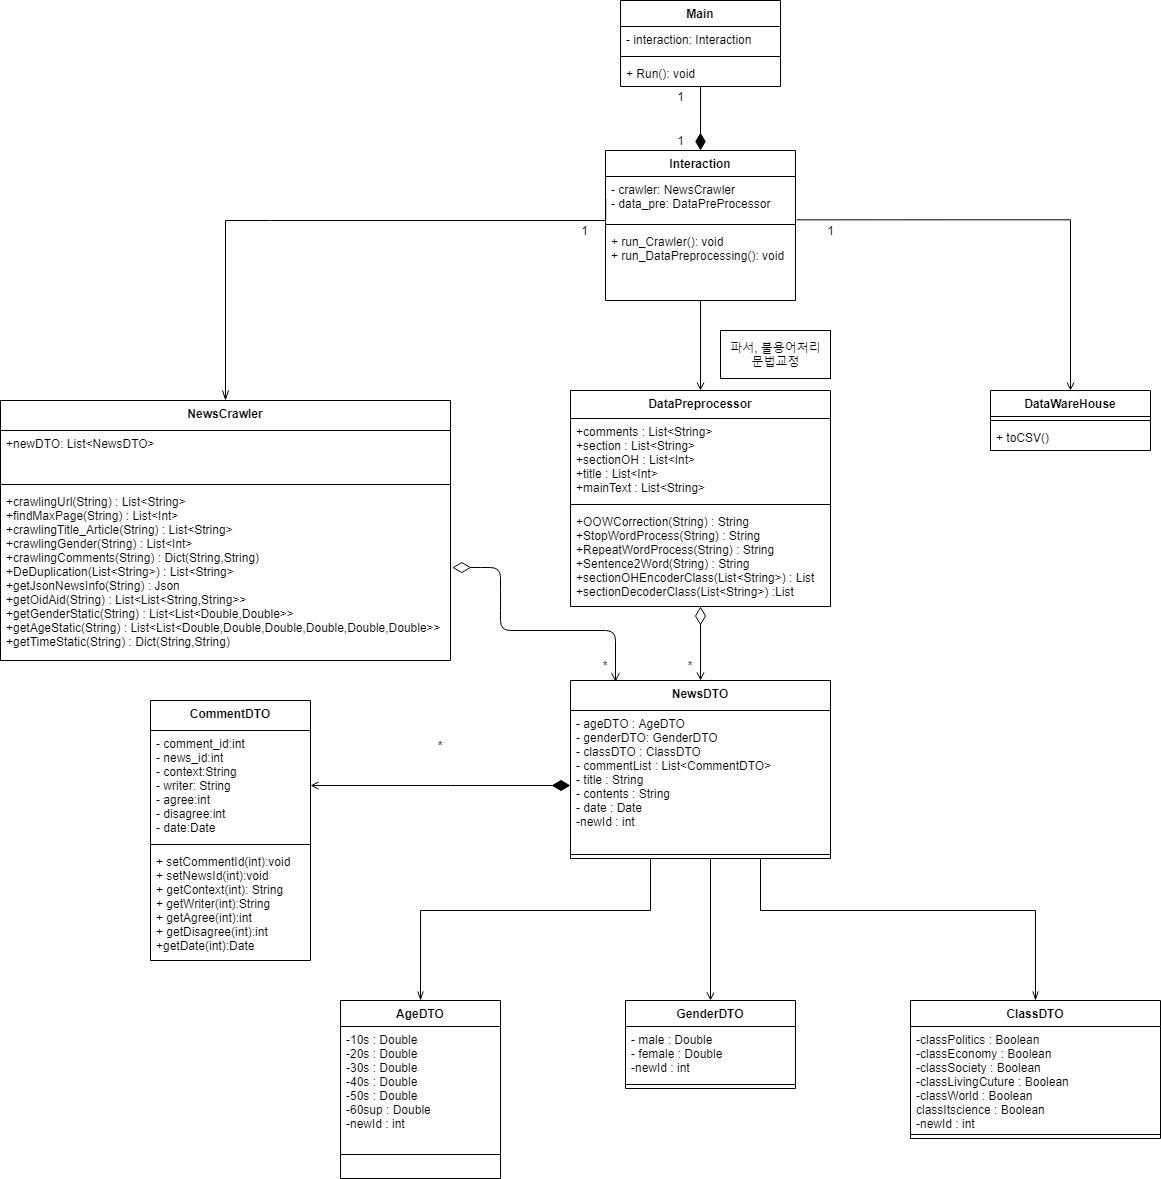 Main
- interaction: Interaction
+ Run(): void
1
1
Interaction
- crawler: NewsCrawler
- data_pre: DataPreProcessor
+ run_Crawler(): void
+ run_DataPreprocessing(): void
1
1
파서, 불용어처리
문법교정
NewsCrawler
+newDTO: List<NewsDTO>
+crawlingUrl(String) : List<String>
+findMaxPage(String) : List<Int>
+crawlingTitle_Article(String) : List<String>
+crawlingGender(String) : List<Int>
+crawlingComments(String) : Dict(String,String)
+DeDuplication(List<String>) : List<String>
+getJsonNewsInfo(String) : Json
+getOidAid(String) : List<List<String,String>>
+getGenderStatic(String) : List<List<Double,Double>>
+getAgeStatic(String) : List<List<Double,Double,Double,Double,Double,Double>>
+getTimeStatic(String) : Dict(String,String)
DataPreprocessor
+comments : List<String>
+section : List<String>
+sectionOH : List<Int>
+title : List<Int>
+mainText : List<String>
+OOWCorrection(String) : String
+StopWordProcess(String) : String
+RepeatWordProcess(String) : String
+Sentence2Word(String) : String
+sectionOHEncoderClass(List<String>) : List
+sectionDecoderClass(List<String>) :List
DataWareHouse
+ toCSV()
*
*
NewsDTO
- ageDTO : AgeDTO
- genderDTO: GenderDTO
- classDTO : ClassDTO
- commentList : List<CommentDTO>
- title : String
- contents : String
- date : Date
-newId : int
*
CommentDTO
- comment_id:int
- news_id:int
- context:String
- writer: String
- agree:int
- disagree:int
- date:Date
+ setCommentId(int):void
+ setNewsId(int):void
+ getContext(int): String
+ getWriter(int):String
+ getAgree(int):int
+ getDisagree(int):int
+getDate(int):Date
AgeDTO
-10s : Double
-20s : Double
-30s : Double
-40s : Double
-50s : Double
-60sup : Double
-newId : int
GenderDTO
- male : Double
- female : Double
-newId : int
ClassDTO
-classPolitics : Boolean
-classEconomy : Boolean
-classSociety : Boolean
-classLivingCuture : Boolean
-classWorld : Boolean
classItscience : Boolean
-newId : int